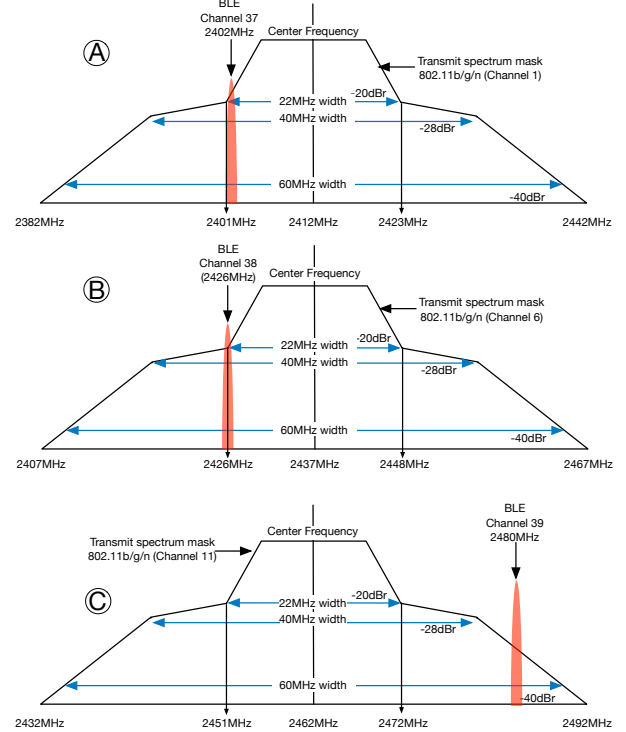 BLE
Channel 37
2402MHz
A
Center Frequency
Transmit spectrum mask
802.11b/g/n (Channel 1)
-20dBr
22MHz width
40MHz width
-28dBr
60MHz width
-40dBr
2382MHz 2401MHz 2412MHz 2423MHz 2442MHz
BLE
Channel 38
(2426MHz)
B
Center Frequency
Transmit spectrum mask
802.11b/g/n (Channel 6)
-20dBr
22MHz width
40MHz width
-28dBr
60MHz width
-40dBr
2407MHz 2426MHz 2437MHz 2448MHz 2467MHz
BLE
Channel 39
2480MHz
Center Frequency
Transmit spectrum mask
802.11b/g/n (Channel 11)
C
-20dBr
22MHz width
40MHz width
-28dBr
60MHz width
-40dBr
2432MHz 2451MHz 2462MHz 2472MHz 2492MHz